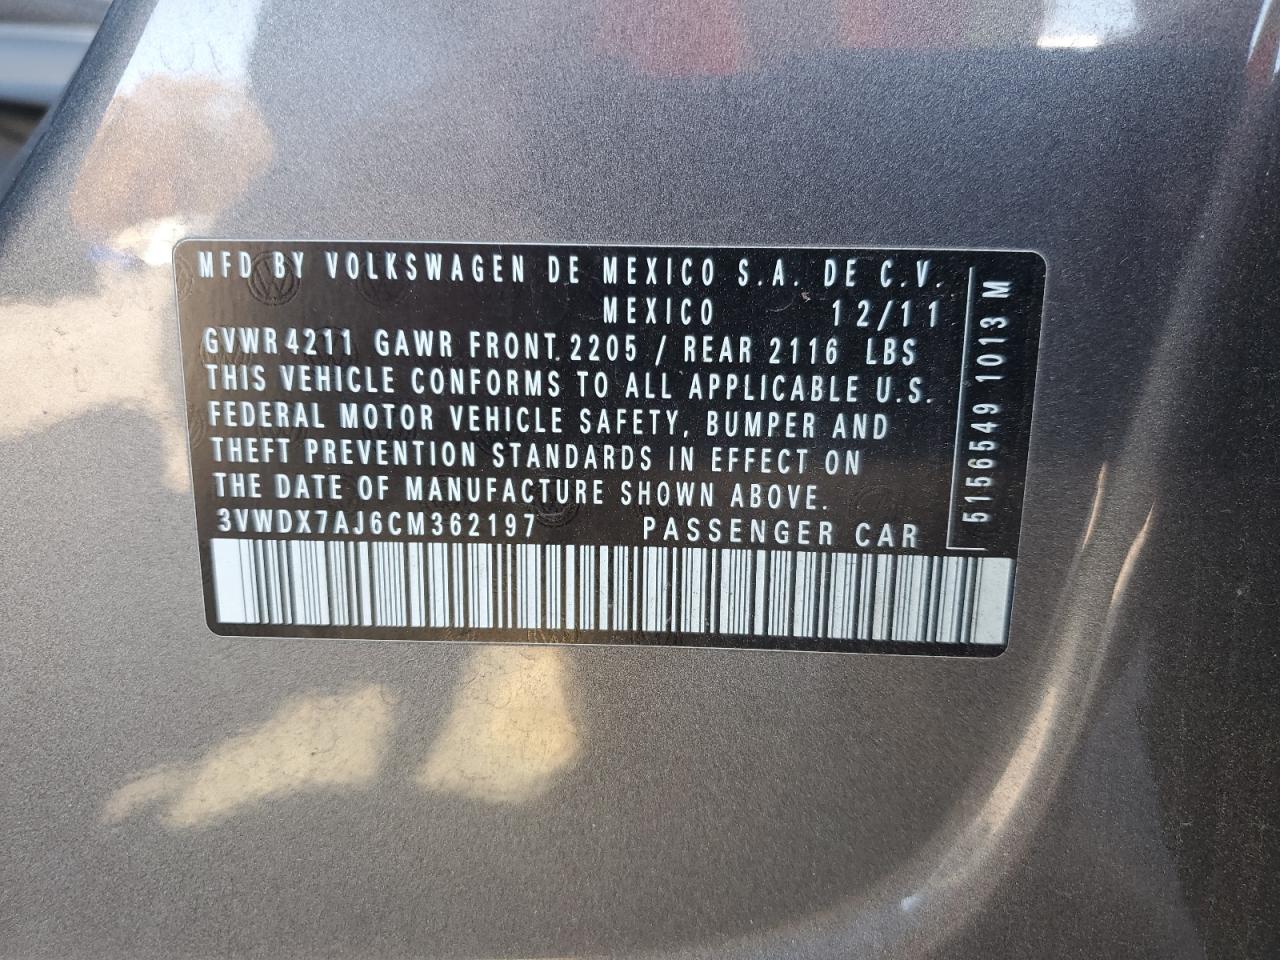 MFD BY VOLKSWAGEN DE MEXICO S.A. DE C.V.
MEXICO 12/11
GVWR 4211 GAWR FRONT. 2205 / REAR 2116 LBS
THIS VEHICLE CONFORMS TO ALL APPLICABLE U.S.
FEDERAL MOTOR VEHICLE SAFETY, BUMPER AND
THEFT PREVENTION STANDARDS IN EFFECT ON
THE DATE OF MANUFACTURE SHOWN ABOVE.
3VWDX7AJ6CM362197 PASSENGER CAR
5156549 1013 M